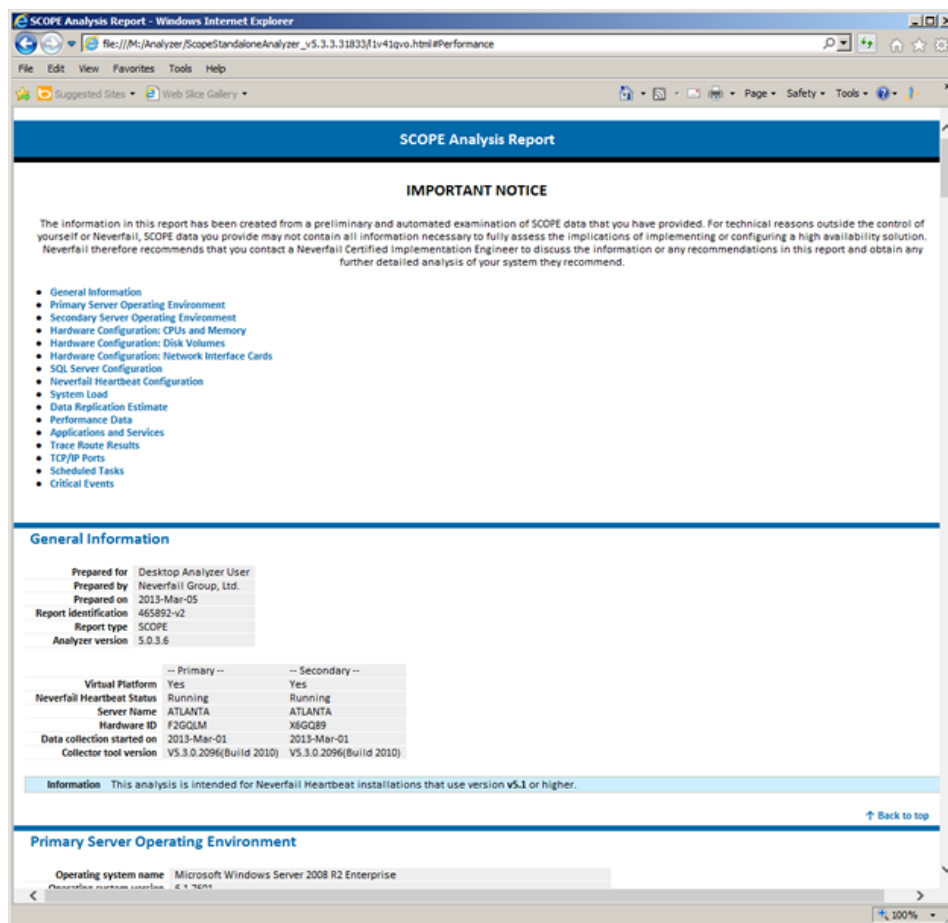 SCOPE Analysis Report - Windows Internet Explorer
file:///M:/Analyzer/ScopeStandaloneAnalyzer_v5.3.3.31833/l1v41qvo.html#Performance
File Edit View Favorites Tools Help
Suggested Sites Web Slice Gallery Page Safety Tools
SCOPE Analysis Report
IMPORTANT NOTICE
The information in this report has been created from a preliminary and automated examination of SCOPE data that you have provided. For technical reasons outside the control of
yourself or Neverfail, SCOPE data you provide may not contain all information necessary to fully assess the implications of implementing or configuring a high availability solution.
Neverfail therefore recommends that you contact a Neverfail Certified Implementation Engineer to discuss the information or any recommendations in this report and obtain any
further detailed analysis of your system they recommend.
General Information
Primary Server Operating Environment
Secondary Server Operating Environment
Hardware Configuration: CPUs and Memory
Hardware Configuration: Disk Volumes
Hardware Configuration: Network Interface Cards
SQL Server Configuration
Neverfail Heartbeat Configuration
System Load
Data Replication Estimate
Performance Data
Applications and Services
Trace Route Results
TCP/IP Ports
Scheduled Tasks
Critical Events
General Information
Prepared for Desktop Analyzer User
Prepared by Neverfail Group, Ltd.
Prepared on 2013-Mar-05
Report identification 465892-v2
Report type SCOPE
Analyzer version 5.0.3.6
-- Primary -- -- Secondary --
Virtual Platform Yes Yes
Neverfail Heartbeat Status Running Running
Server Name ATLANTA ATLANTA
Hardware ID F2GQLM X6GQ89
Data collection started on 2013-Mar-01 2013-Mar-01
Collector tool version V5.3.0.2096(Build 2010) V5.3.0.2096(Build 2010)
Information This analysis is intended for Neverfail Heartbeat installations that use version v5.1 or higher.
↑ Back to top
Primary Server Operating Environment
Operating system name Microsoft Windows Server 2008 R2 Enterprise
Operating system version 6.1.7601
100%